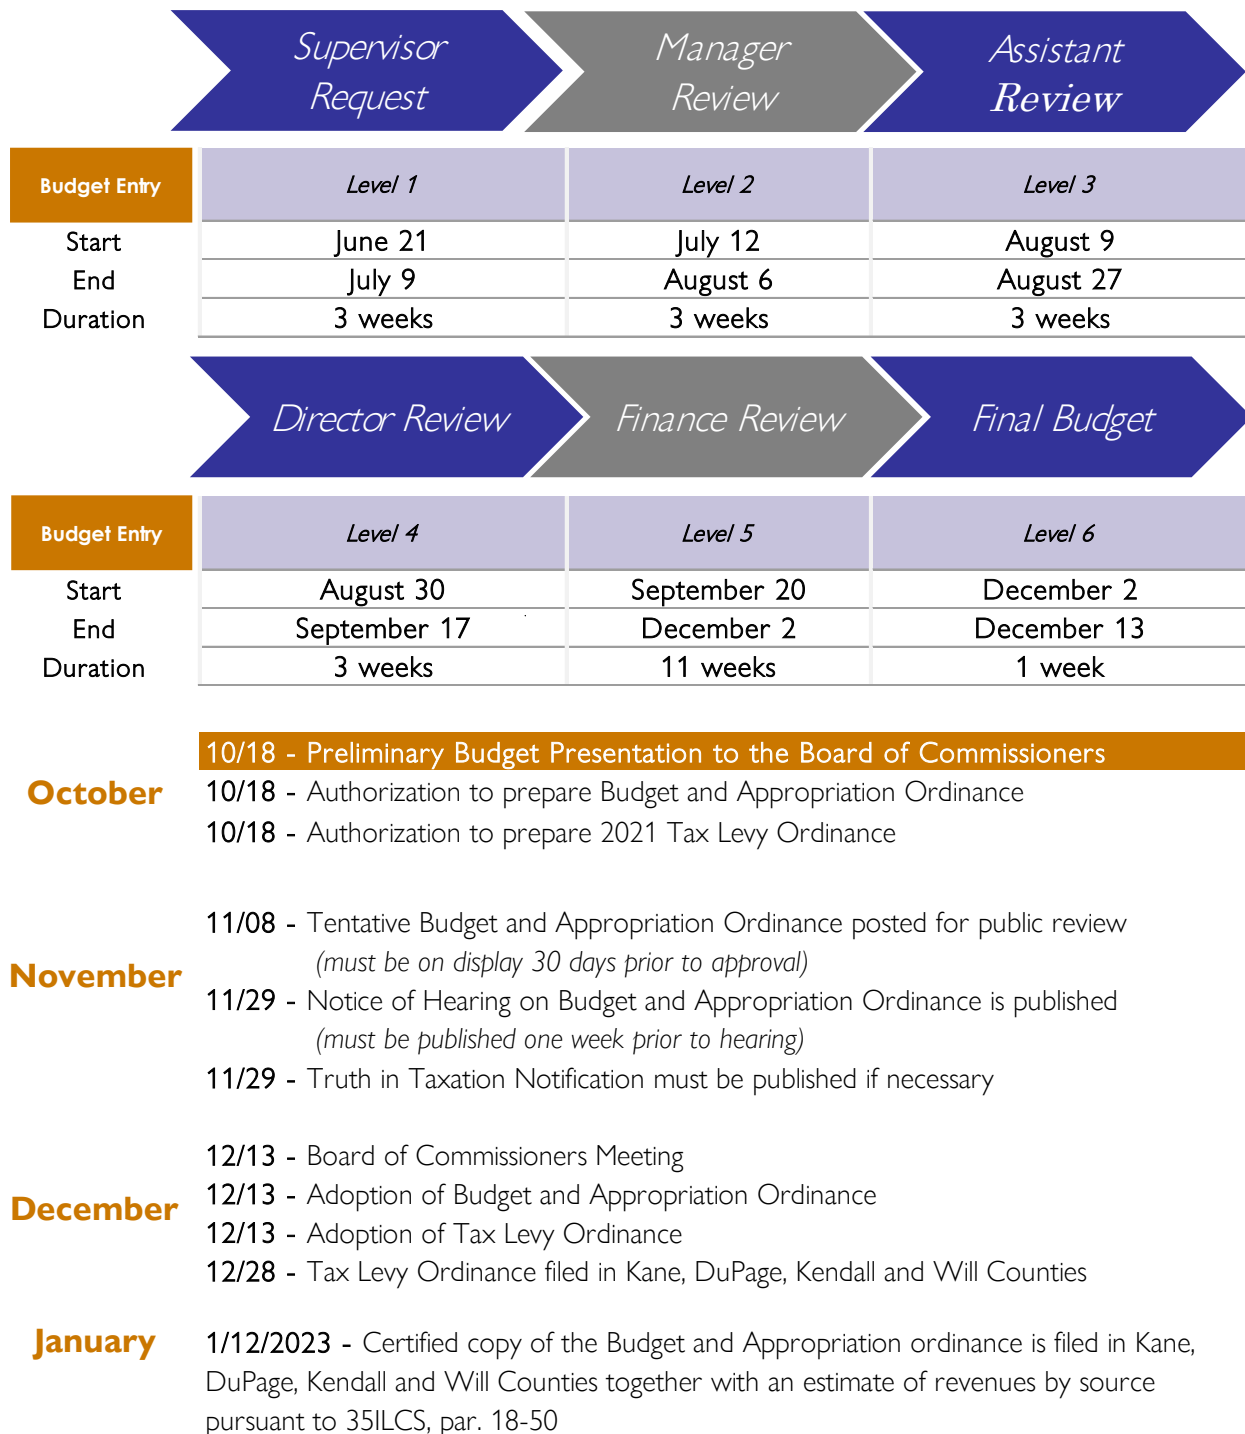 Supervisor Request
Manager Review
Assistant Review
Budget Entry Level 1 Level 2 Level 3
Start June 21 July 12 August 9
End July 9 August 6 August 27
Duration 3 weeks 3 weeks 3 weeks
Director Review Finance Review Final Budget
Budget Entry Level 4 Level 5 Level 6
Start August 30 September 20 December 2
End September 17 December 2 December 13
Duration 3 weeks 11 weeks 1 week
October
10/18 - Preliminary Budget Presentation to the Board of Commissioners
10/18 - Authorization to prepare Budget and Appropriation Ordinance
10/18 - Authorization to prepare 2021 Tax Levy Ordinance
November
11/08 - Tentative Budget and Appropriation Ordinance posted for public review
(must be on display 30 days prior to approval)
11/29 - Notice of Hearing on Budget and Appropriation Ordinance is published
(must be published one week prior to hearing)
11/29 - Truth in Taxation Notification must be published if necessary
December
12/13 - Board of Commissioners Meeting
12/13 - Adoption of Budget and Appropriation Ordinance
12/13 - Adoption of Tax Levy Ordinance
12/28 - Tax Levy Ordinance filed in Kane, DuPage, Kendall and Will Counties
January
1/12/2023 - Certified copy of the Budget and Appropriation ordinance is filed in Kane,
DuPage, Kendall and Will Counties together with an estimate of revenues by source
pursuant to 35ILCS, par. 18-50